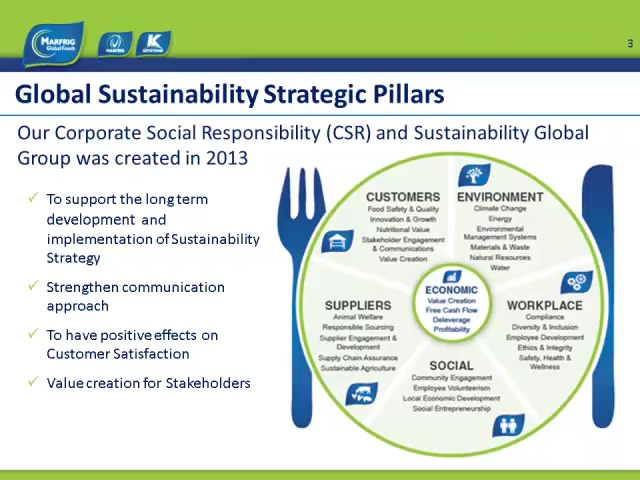 MARFRIG
Global Foods
MARFRIG
KEYSTONE
3
Global Sustainability Strategic Pillars
Our Corporate Social Responsibility (CSR) and Sustainability Global
Group was created in 2013
✓ To support the long term
development and
implementation of Sustainability
Strategy
✓ Strengthen communication
approach
✓ To have positive effects on
Customer Satisfaction
✓ Value creation for Stakeholders
CUSTOMERS
Food Safety & Quality
Innovation & Growth
Nutritional Value
Stakeholder Engagement
& Communications
Value Creation
ENVIRONMENT
Climate Change
Energy
Environmental
Management Systems
Materials & Waste
Natural Resources
Water
ECONOMIC
Value Creation
Free Cash Flow
Deleverage
Profitability
SUPPLIERS
Animal Welfare
Responsible Sourcing
Supplier Engagement &
Development
Supply Chain Assurance
Sustainable Agriculture
WORKPLACE
Compliance
Diversity & Inclusion
Employee Development
Ethics & Integrity
Safety, Health &
Wellness
SOCIAL
Community Engagement
Employee Volunteerism
Local Economic Development
Social Entrepreneurship